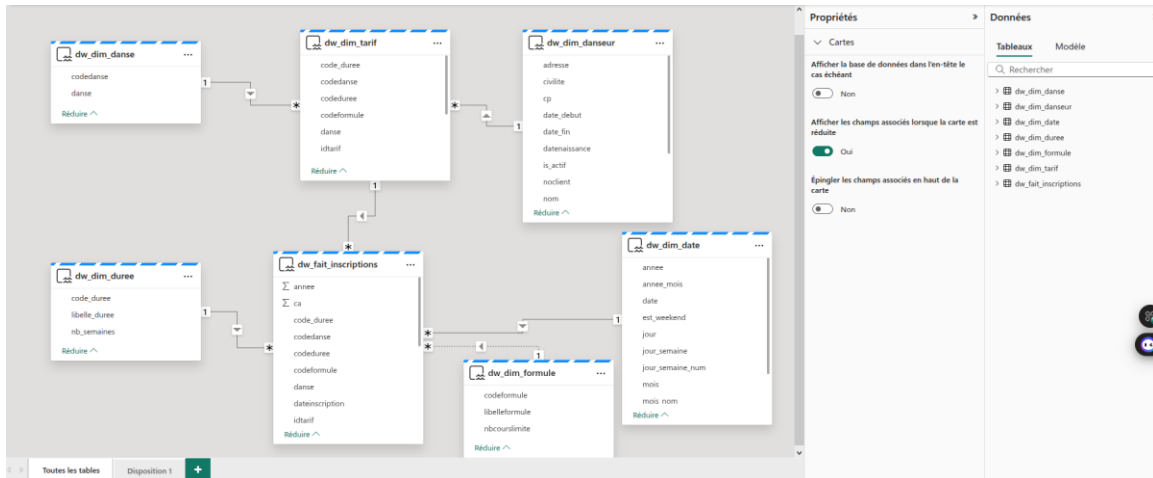 dw_dim_danse
codedanse
danse
Réduire
1
*
dw_dim_tarif
code_duree
codedanse
codeduree
codeformule
danse
idtarif
Réduire
1
*
*
1
dw_dim_danseur
adresse
civilite
cp
date_debut
date_fin
datenaissance
is_actif
noclient
nom
Réduire
dw_dim_duree
code_duree
libelle_duree
nb_semaines
Réduire
1
*
*
dw_fait_inscriptions
Σ annee
Σ ca
code_duree
codedanse
codeduree
codeformule
danse
dateinscription
idtarif
Réduire
*
*
1
1
dw_dim_formule
codeformule
libelleformule
nbcourslimite
Réduire
dw_dim_date
annee
annee_mois
date
est_weekend
jour
jour_semaine
jour_semaine_num
mois
mois_nom
Réduire
Toutes les tables
Disposition 1
+
Propriétés
»
Cartes
Afficher la base de données dans l'en-tête le
cas échéant
Non
Afficher les champs associés lorsque la carte est
réduite
Oui
Épingler les champs associés en haut de la
carte
Non
Données
Tableaux Modèle
Rechercher
dw_dim_danse
dw_dim_danseur
dw_dim_date
dw_dim_duree
dw_dim_formule
dw_dim_tarif
dw_fait_inscriptions